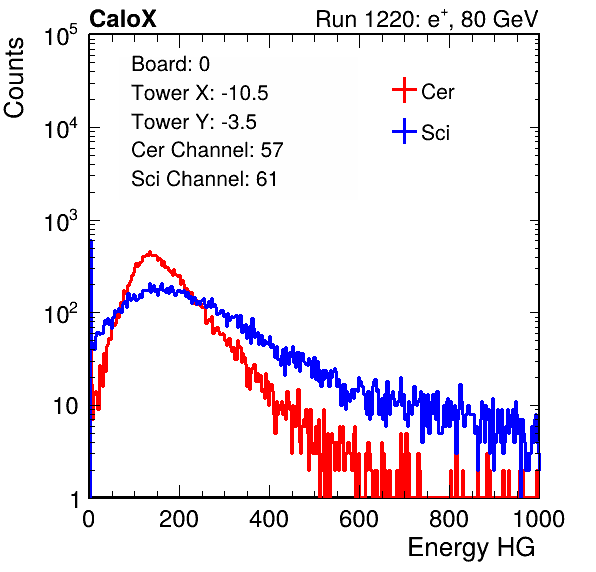 CaloX
Run 1220: e+, 80 GeV
Counts
10^5
10^4
10^3
10^2
10
1
Board: 0
Tower X: -10.5
Tower Y: -3.5
Cer Channel: 57
Sci Channel: 61
Cer
Sci
0 200 400 600 800 1000
Energy HG